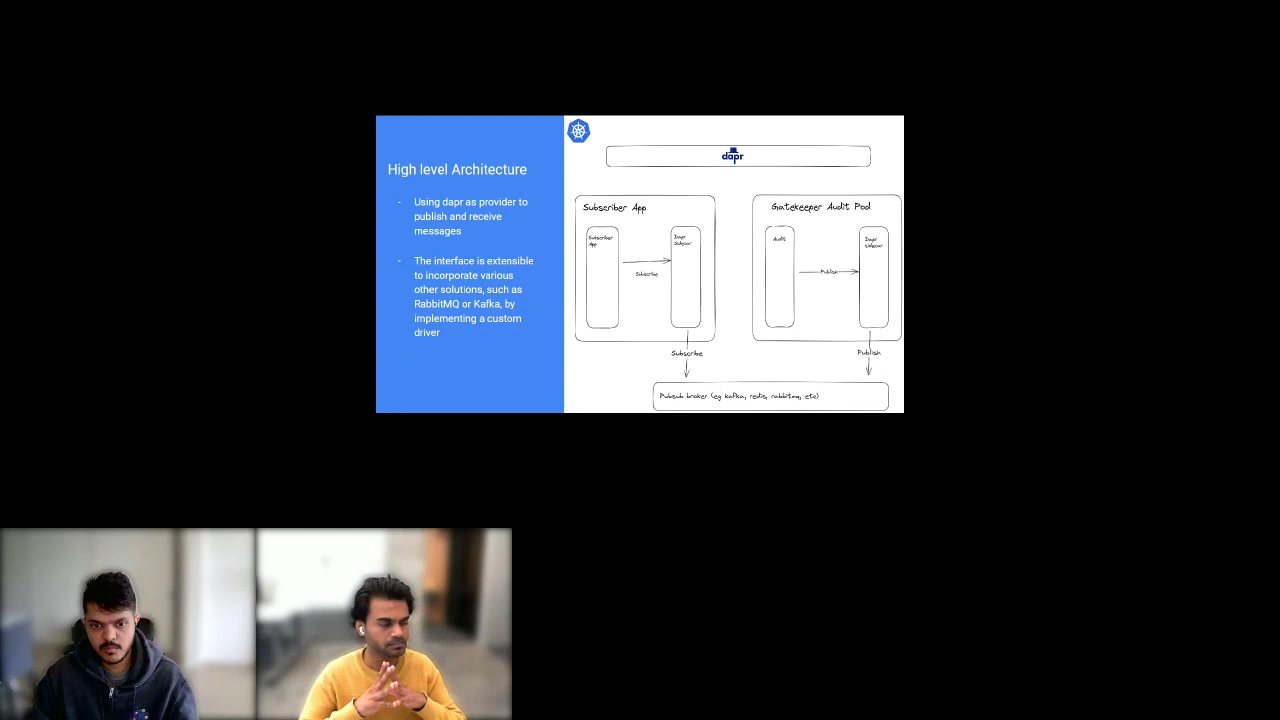 High level Architecture
- Using dapr as provider to
publish and receive
messages
- The interface is extensible
to incorporate various
other solutions, such as
RabbitMQ or Kafka, by
implementing a custom
driver
dapr
Subscriber App
Subscriber
App
Subscribe
Dapr
Sidecar
Subscribe
Gatekeeper Audit Pod
Audit
Publish
Dapr
sidecar
Publish
Pubsub broker (eg kafka, redis, rabbitmq, etc)